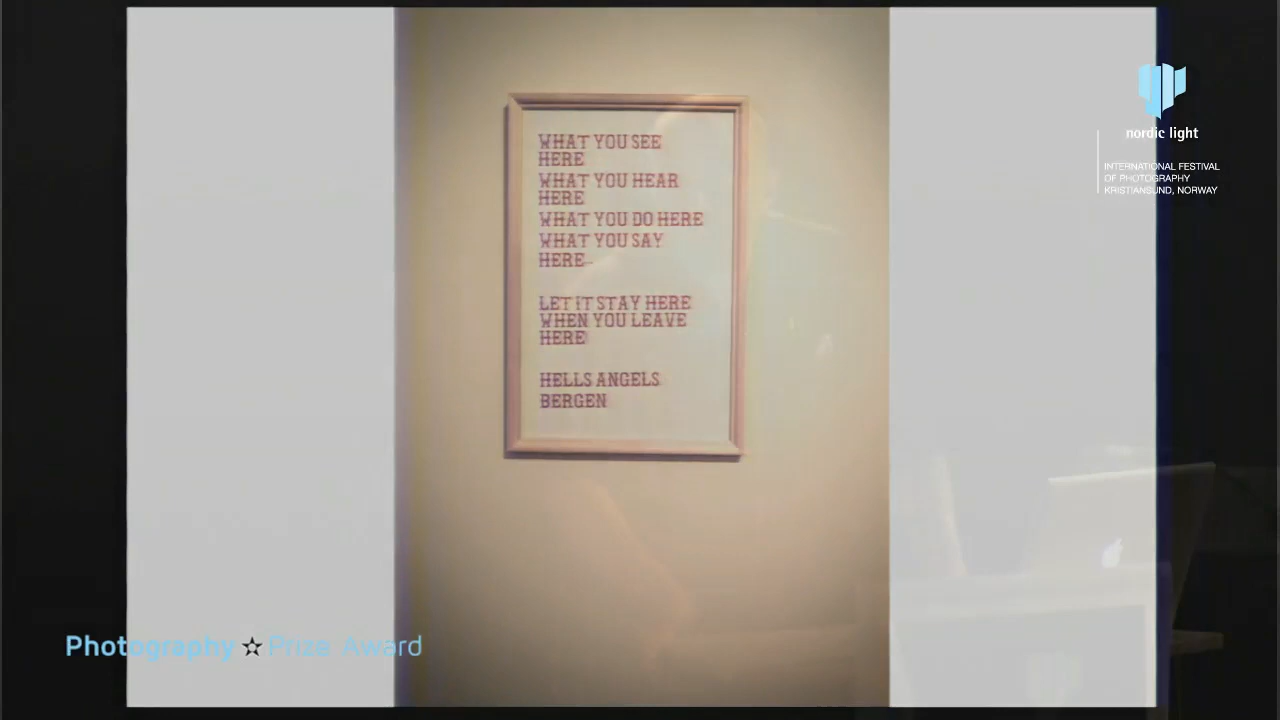 WHAT YOU SEE
HERE
WHAT YOU HEAR
HERE
WHAT YOU DO HERE
WHAT YOU SAY
HERE--
LET IT STAY HERE
WHEN YOU LEAVE
HERE
HELLS ANGELS
BERGEN
nordic light
INTERNATIONAL FESTIVAL
OF PHOTOGRAPHY
KRISTIANSUND, NORWAY
Photography ☆ Prize Award